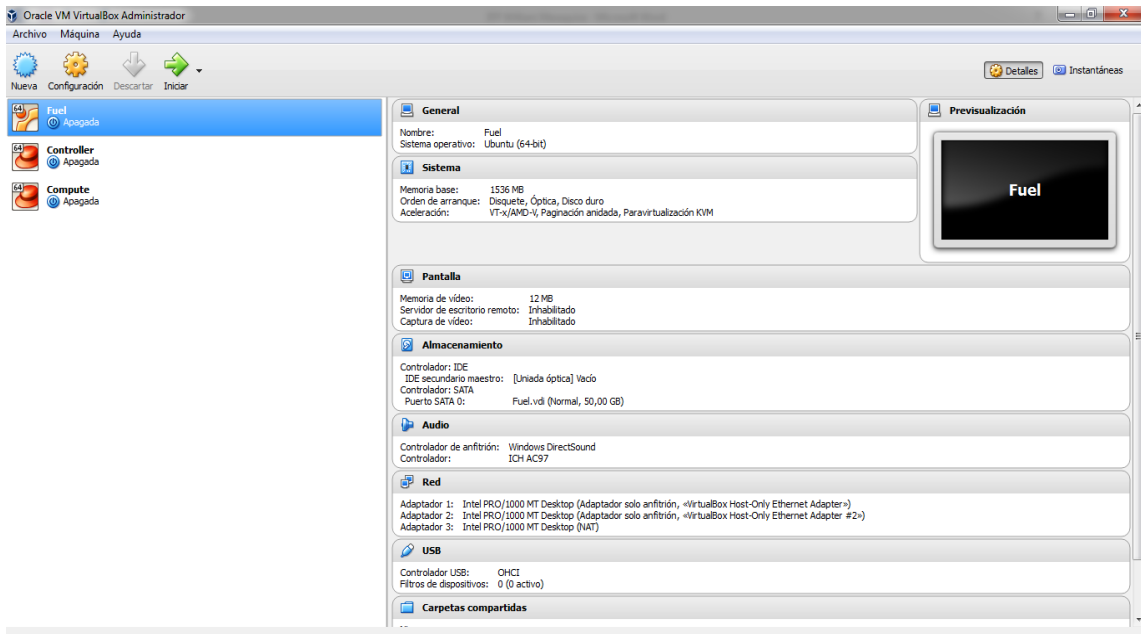 Oracle VM VirtualBox Administrador
Archivo Máquina Ayuda
Nueva Configuración Descartar Iniciar
Detalles Instantáneas
64 Fuel
Apagada
64 Controller
Apagada
64 Compute
Apagada
General
Nombre: Fuel
Sistema operativo: Ubuntu (64-bit)
Sistema
Memoria base: 1536 MB
Orden de arranque: Disquete, Óptica, Disco duro
Aceleración: VT-x/AMD-V, Paginación anidada, Paravirtualización KVM
Previsualización
Fuel
Pantalla
Memoria de vídeo: 12 MB
Servidor de escritorio remoto: Inhabilitado
Captura de vídeo: Inhabilitado
Almacenamiento
Controlador: IDE
IDE secundario maestro: [Uniada óptica] Vacío
Controlador: SATA
Puerto SATA 0: Fuel.vdi (Normal, 50,00 GB)
Audio
Controlador de anfitrión: Windows DirectSound
Controlador: ICH AC97
Red
Adaptador 1: Intel PRO/1000 MT Desktop (Adaptador solo anfitrión, «VirtualBox Host-Only Ethernet Adapter»)
Adaptador 2: Intel PRO/1000 MT Desktop (Adaptador solo anfitrión, «VirtualBox Host-Only Ethernet Adapter #2»)
Adaptador 3: Intel PRO/1000 MT Desktop (NAT)
USB
Controlador USB: OHCI
Filtros de dispositivos: 0 (0 activo)
Carpetas compartidas